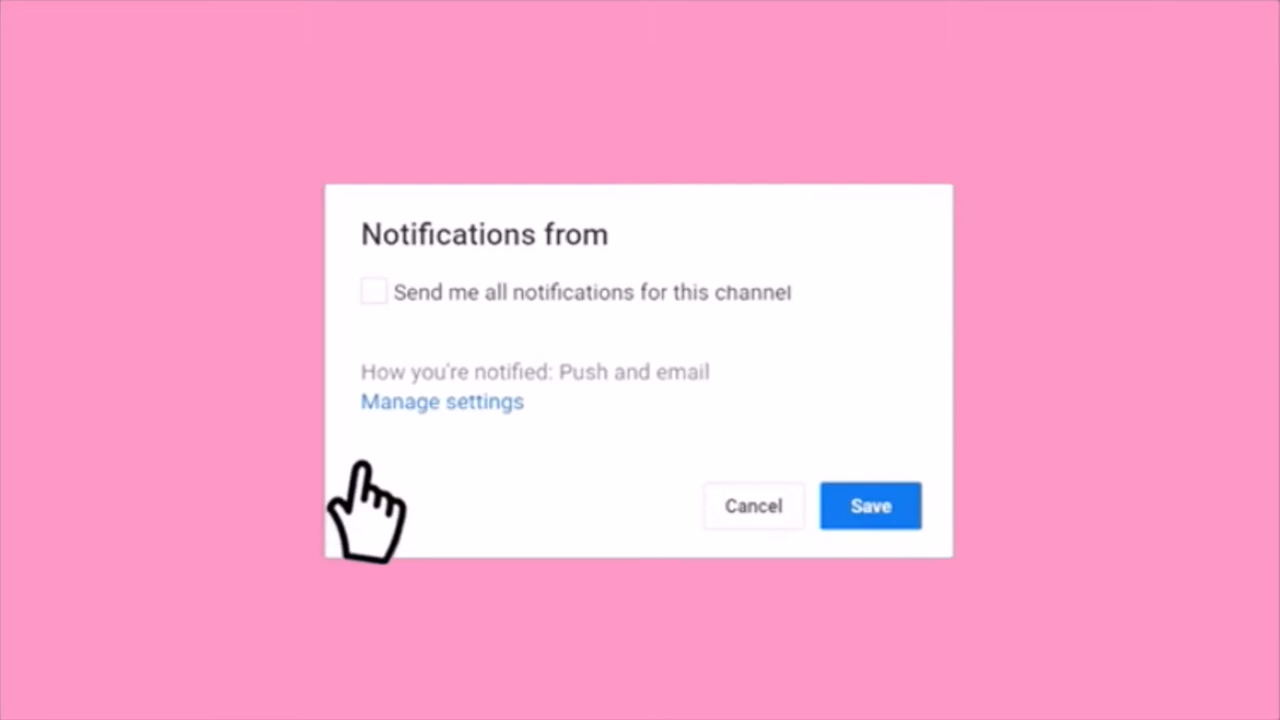 Notifications from
Send me all notifications for this channel
How you're notified: Push and email
Manage settings
Cancel
Save